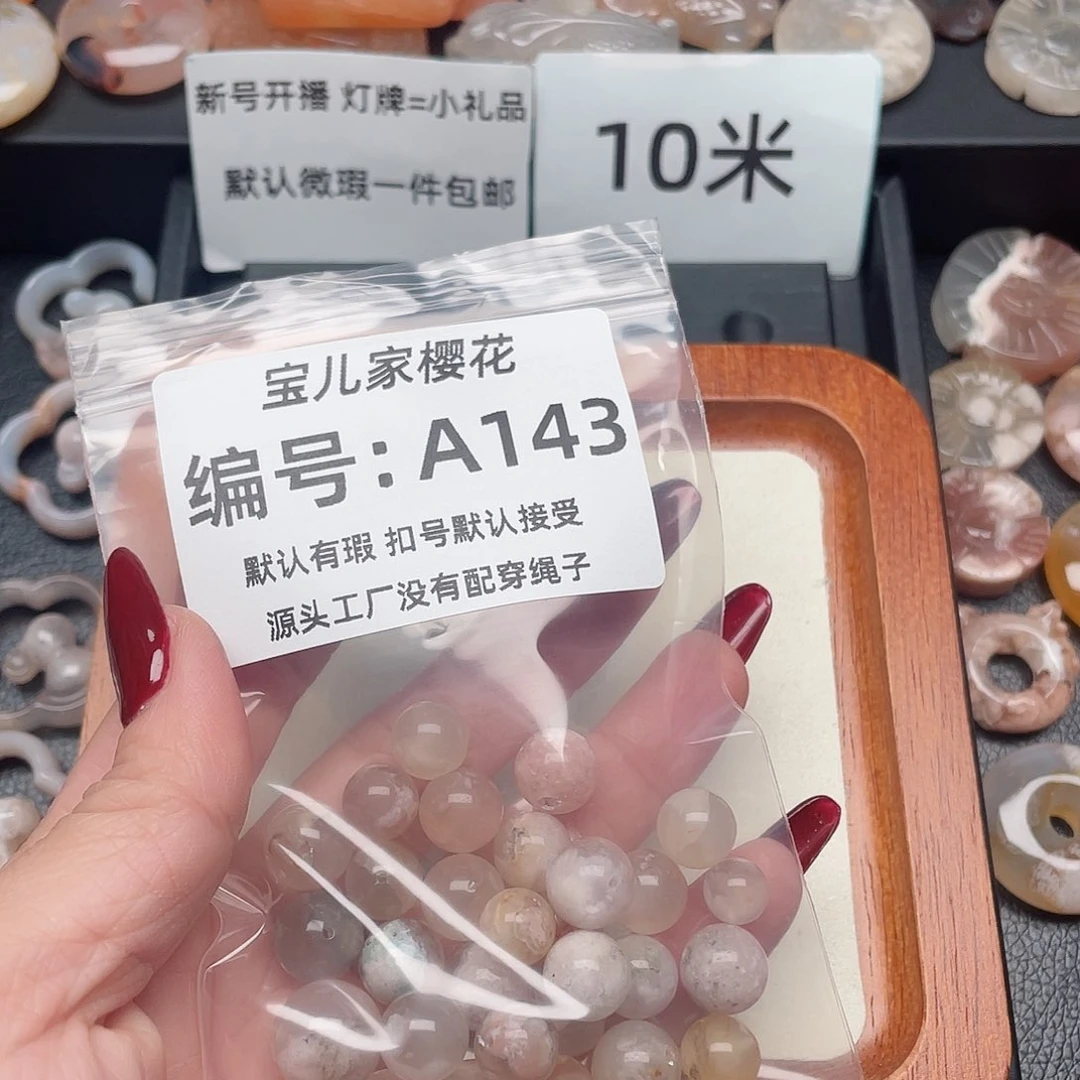 新号开播 灯牌=小礼品
默认微瑕一件包邮
10米
宝儿家樱花
编号:A143
默认有瑕 扣号默认接受
源头工厂没有配穿绳子